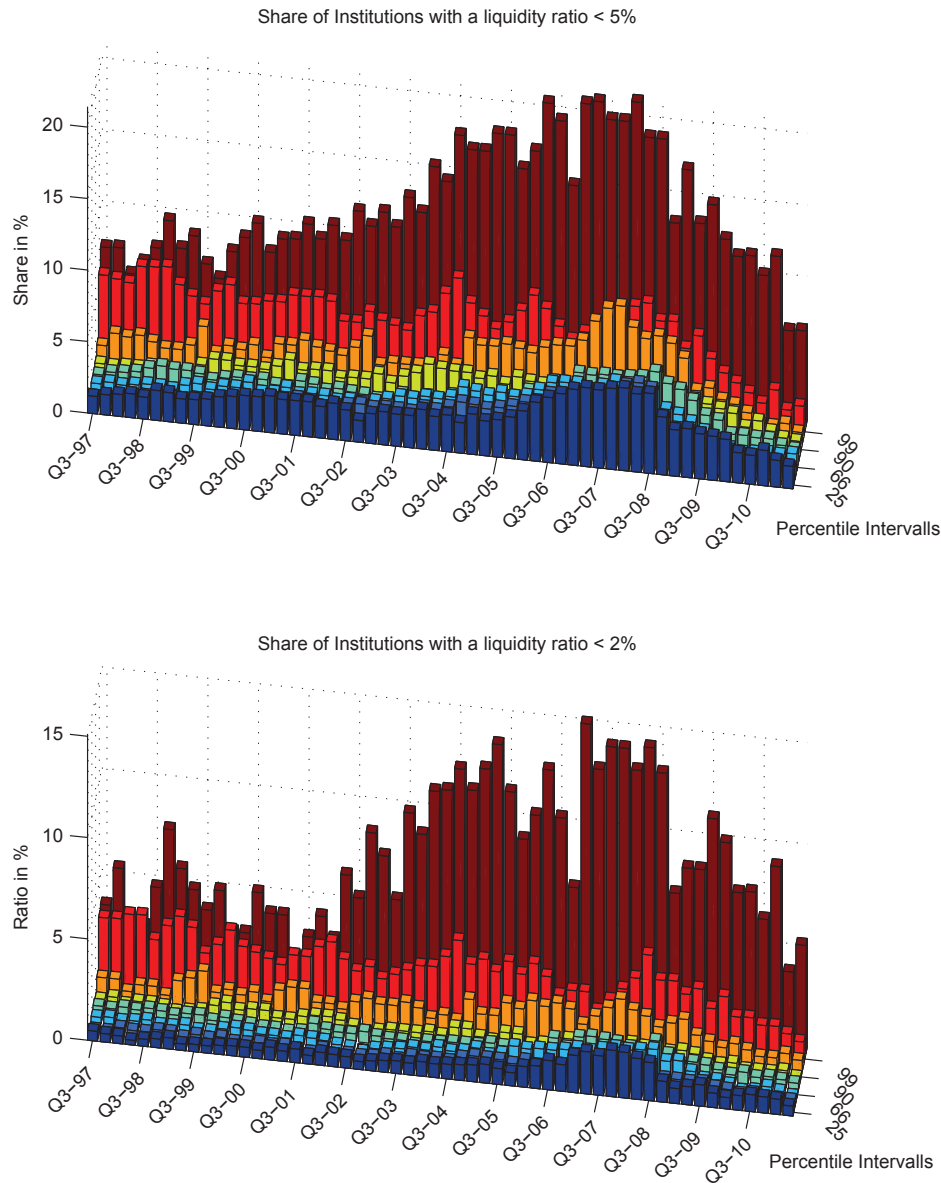 Share of Institutions with a liquidity ratio < 5%
20
15
10
5
0
Share in %
Q3−97
Q3−98
Q3−99
Q3−00
Q3−01
Q3−02
Q3−03
Q3−04
Q3−05
Q3−06
Q3−07
Q3−08
Q3−09
Q3−10
25
Percentile Intervalls
Share of Institutions with a liquidity ratio < 2%
15
10
5
0
Ratio in %
Q3−97
Q3−98
Q3−99
Q3−00
Q3−01
Q3−02
Q3−03
Q3−04
Q3−05
Q3−06
Q3−07
Q3−08
Q3−09
Q3−10
25
Percentile Intervalls